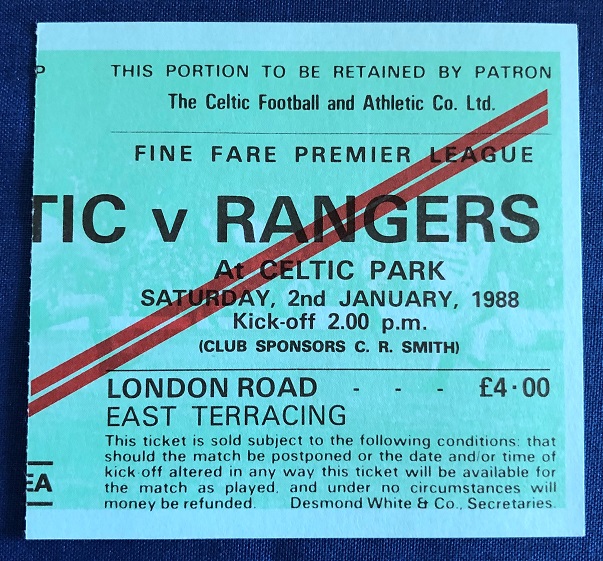 P
THIS PORTION TO BE RETAINED BY PATRON
The Celtic Football and Athletic Co. Ltd.
FINE FARE PREMIER LEAGUE
TIC v RANGERS
At CELTIC PARK
SATURDAY, 2nd JANUARY, 1988
Kick-off 2.00 p.m.
(CLUB SPONSORS C. R. SMITH)
LONDON ROAD - - - £4·00
EAST TERRACING
This ticket is sold subject to the following conditions: that
should the match be postponed or the date and/or time of
kick-off altered in any way this ticket will be available for
the match as played, and under no circumstances will
money be refunded. Desmond White & Co., Secretaries.
EA